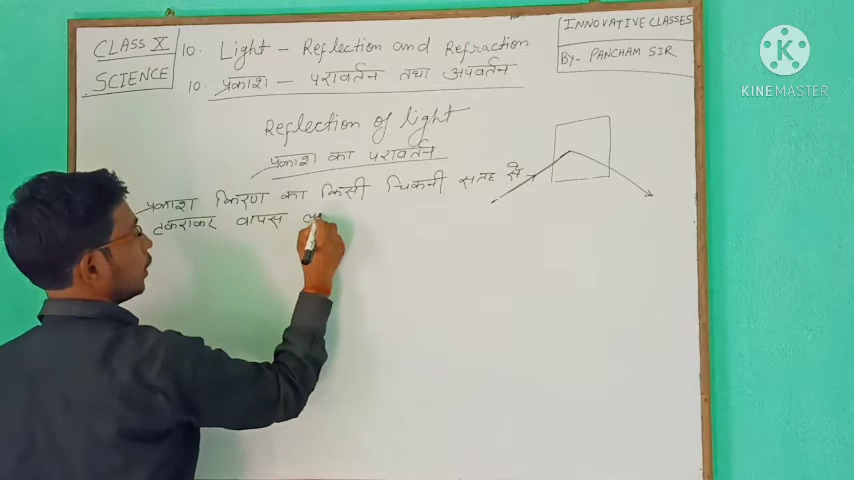 CLASS X
SCIENCE
10. Light - Reflection and Refraction
10. प्रकाश - परावर्तन तथा अपवर्तन
INNOVATIVE CLASSES
BY- PANCHAM SIR
K
KINEMASTER
Reflection of light
प्रकाश का परावर्तन
प्रकाश किरण का किसी चिकनी सतह से
टकराकर वापस